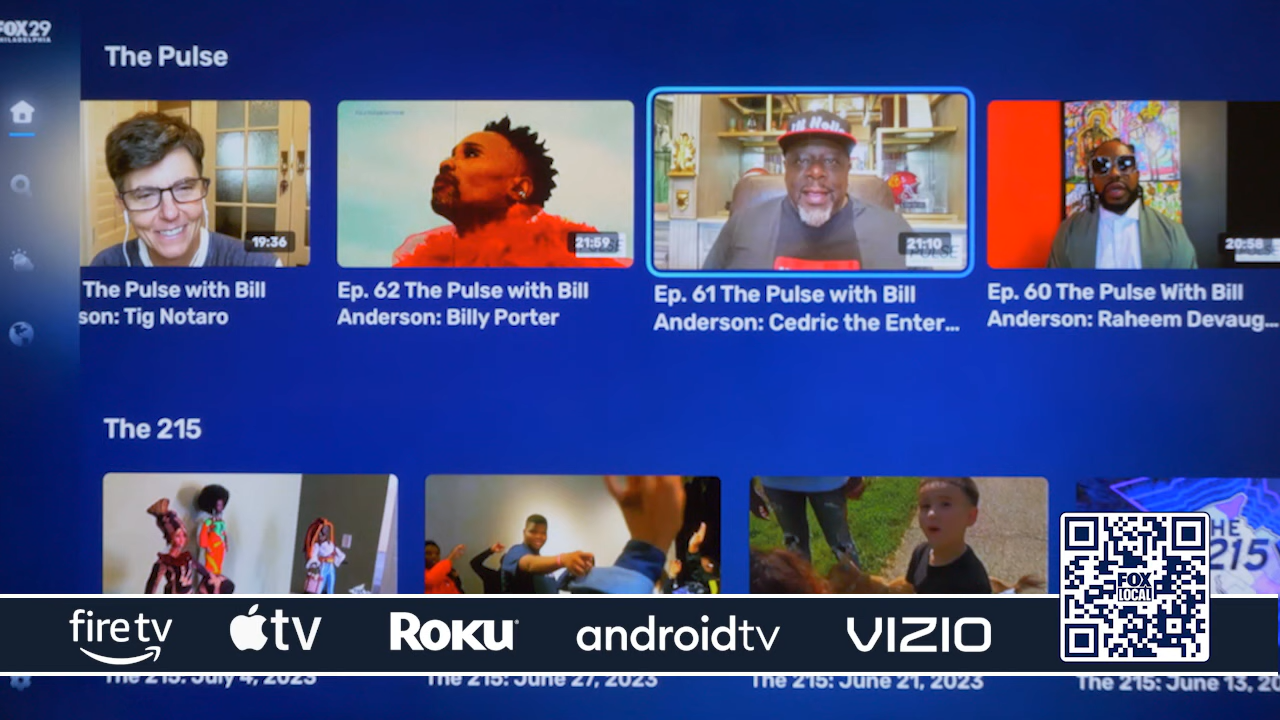 FOX 29
PHILADELPHIA
The Pulse
19:36
21:59
21:10
PULSE
20:58
The Pulse with Bill
son: Tig Notaro
Ep. 62 The Pulse with Bill
Anderson: Billy Porter
Ep. 61 The Pulse with Bill
Anderson: Cedric the Enter...
Ep. 60 The Pulse With Bill
Anderson: Raheem Devaug...
The 215
THE
215
FOX
LOCAL
fire tv
tv
ROKU
androidtv
VIZIO
The 215: July 4, 2023
The 215: June 27, 2023
The 215: June 21, 2023
The 215: June 13, 20